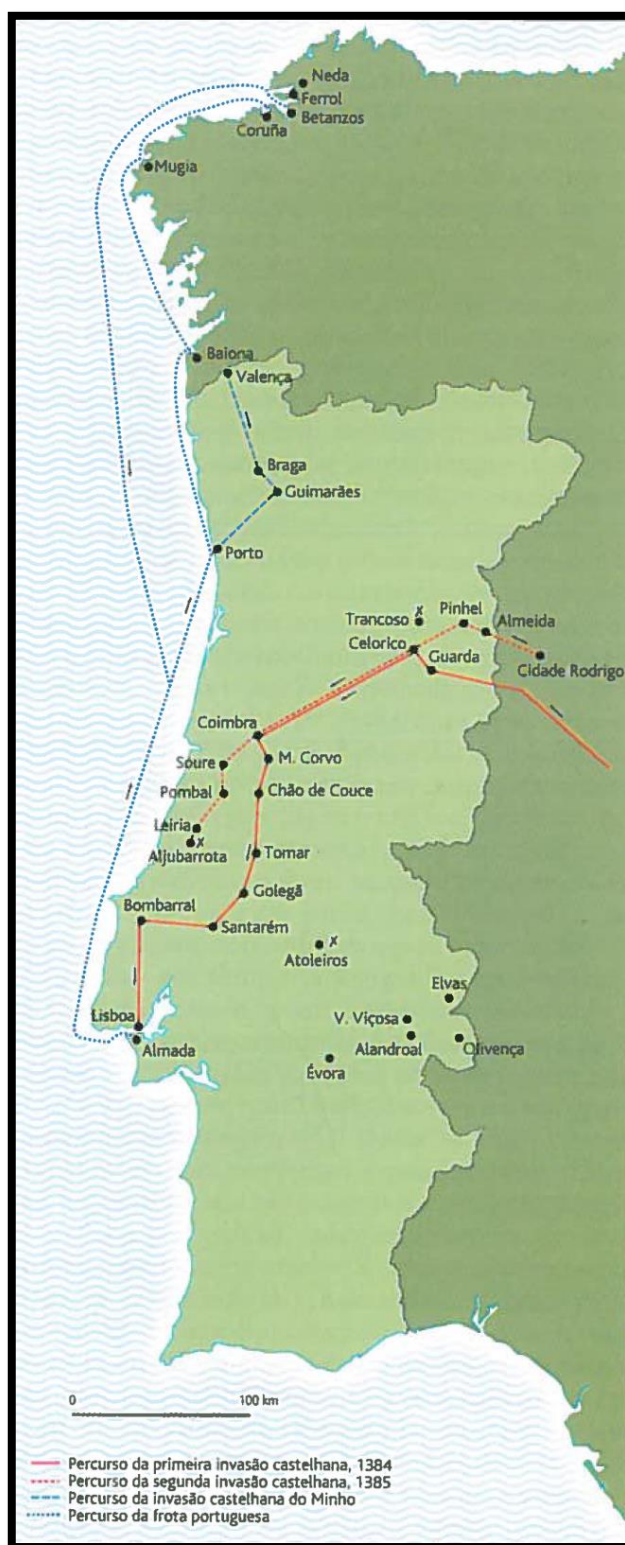 Neda
Ferrol
Betanzos
Coruña
Mugia
Baiona
Valença
Braga
Guimarães
Porto
Trancoso
Pinhel
Almeida
Celorico
Guarda
Cidade Rodrigo
Coimbra
M. Corvo
Soure
Pombal
Chão de Couce
Leiria
Aljubarrota
Tomar
Golegã
Bombarral
Santarém
Atoleiros
Elvas
Lisboa
V. Viçosa
Almada
Alandroal
Olivença
Évora
0 100 km
Percurso da primeira invasão castelhana, 1384
Percurso da segunda invasão castelhana, 1385
Percurso da invasão castelhana do Minho
Percurso da frota portuguesa